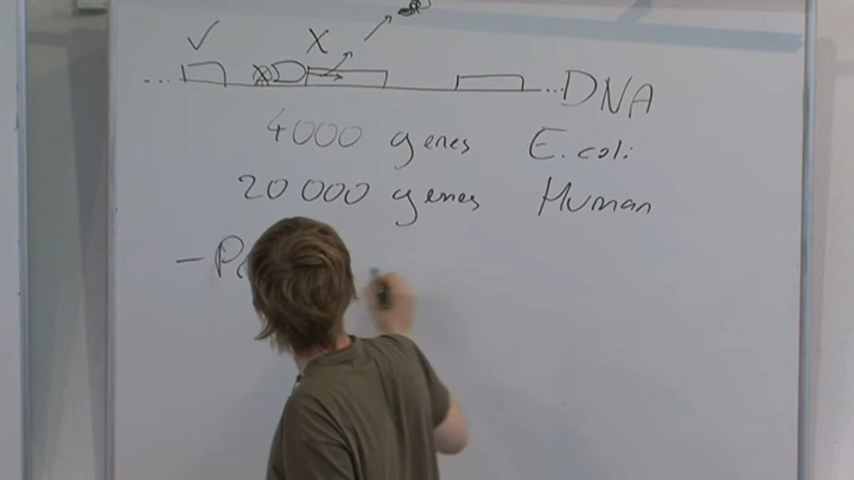 ✓ X
... ... DNA
4000 genes E. coli
20 000 genes Human